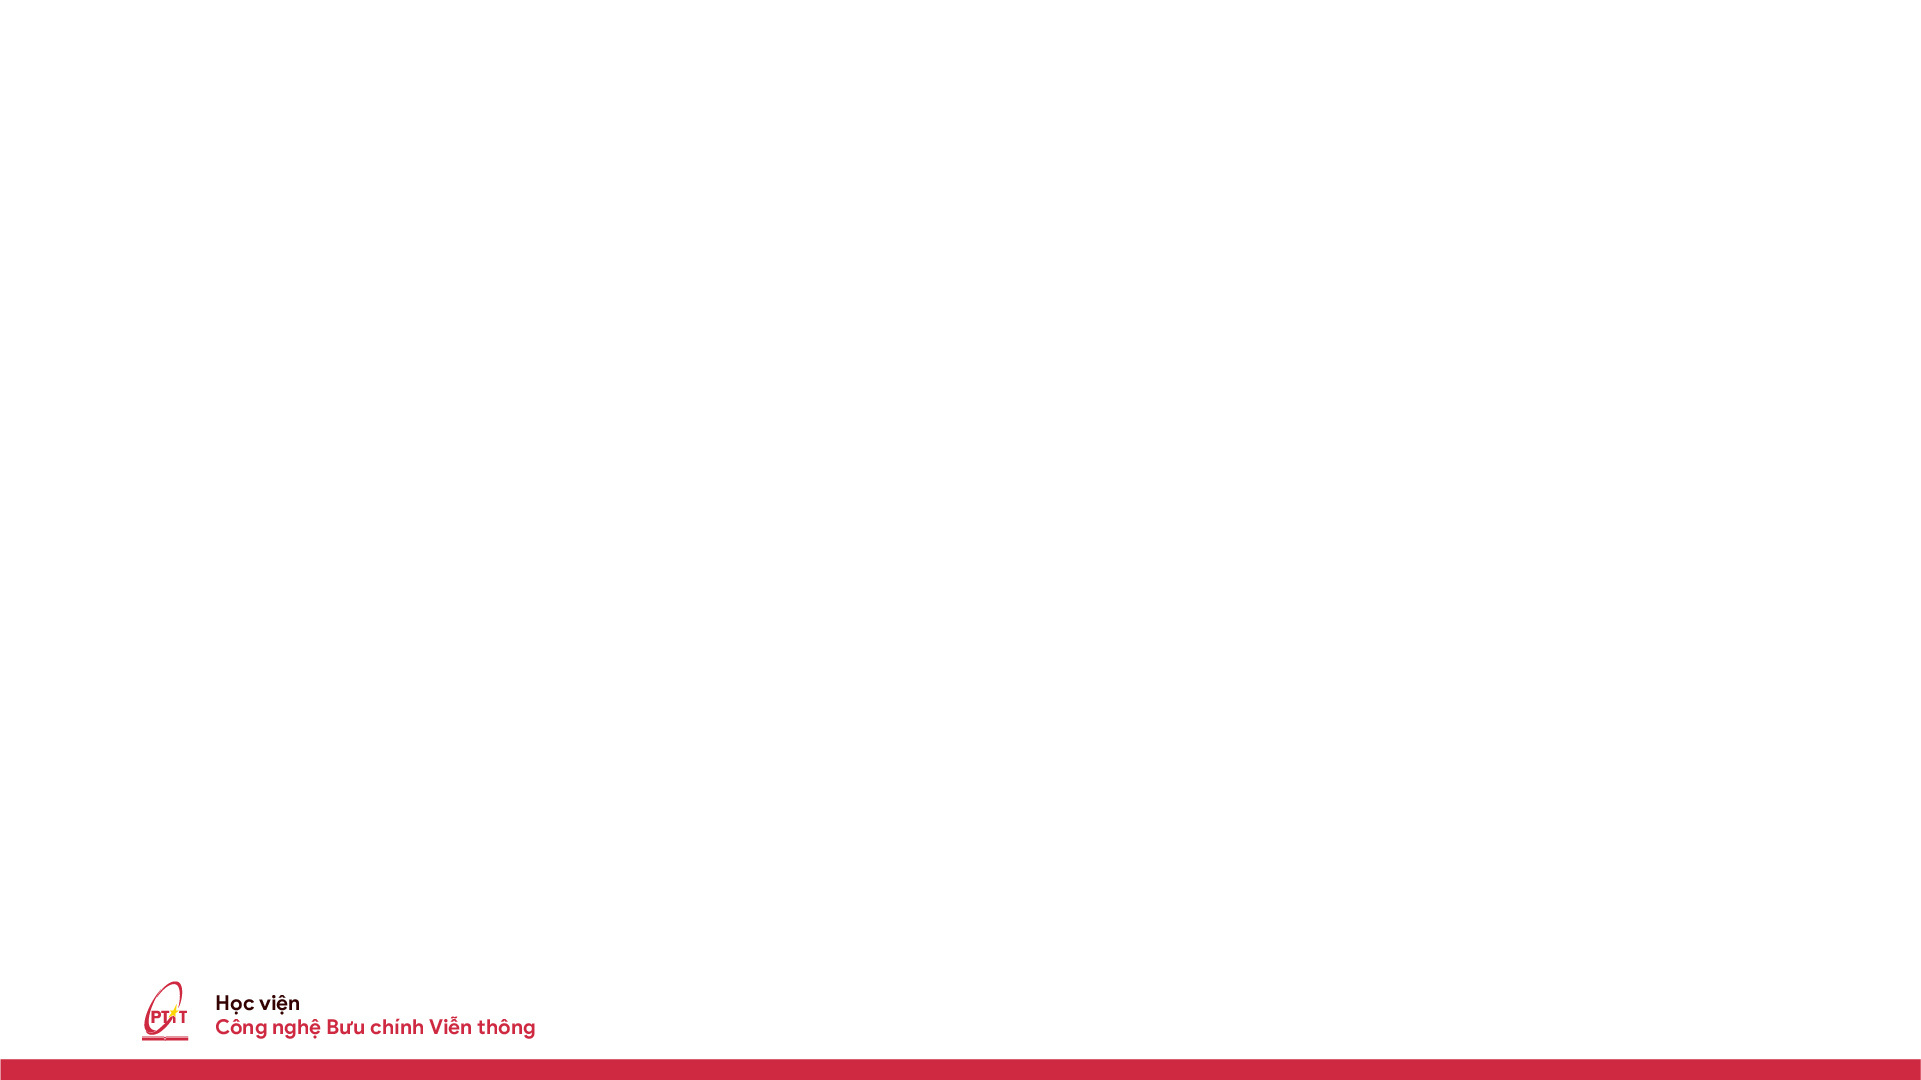 PTiT
Học viện
Công nghệ Bưu chính Viễn thông